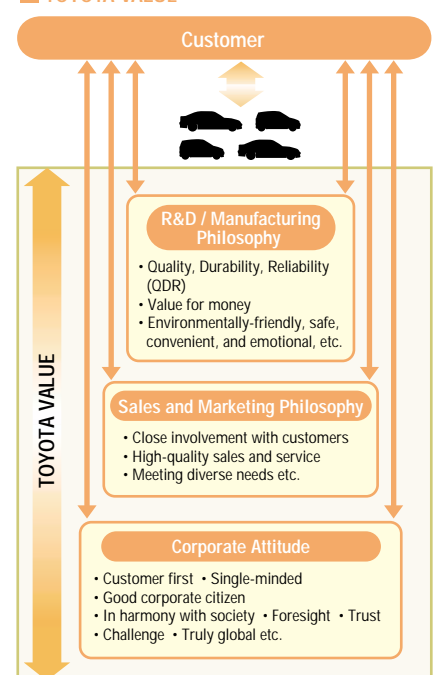 TOYOTA VALUE
Customer
R&D / Manufacturing
Philosophy
• Quality, Durability, Reliability
(QDR)
• Value for money
• Environmentally-friendly, safe,
convenient, and emotional, etc.
TOYOTA VALUE
Sales and Marketing Philosophy
• Close involvement with customers
• High-quality sales and service
• Meeting diverse needs etc.
Corporate Attitude
• Customer first • Single-minded
• Good corporate citizen
• In harmony with society • Foresight • Trust
• Challenge • Truly global etc.